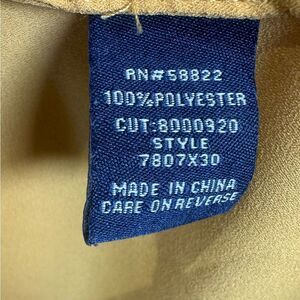 RN#58822
100%POLYESTER
CUT:8000920
STYLE
7807X30
MADE IN CHINA
CARE ON REVERSE